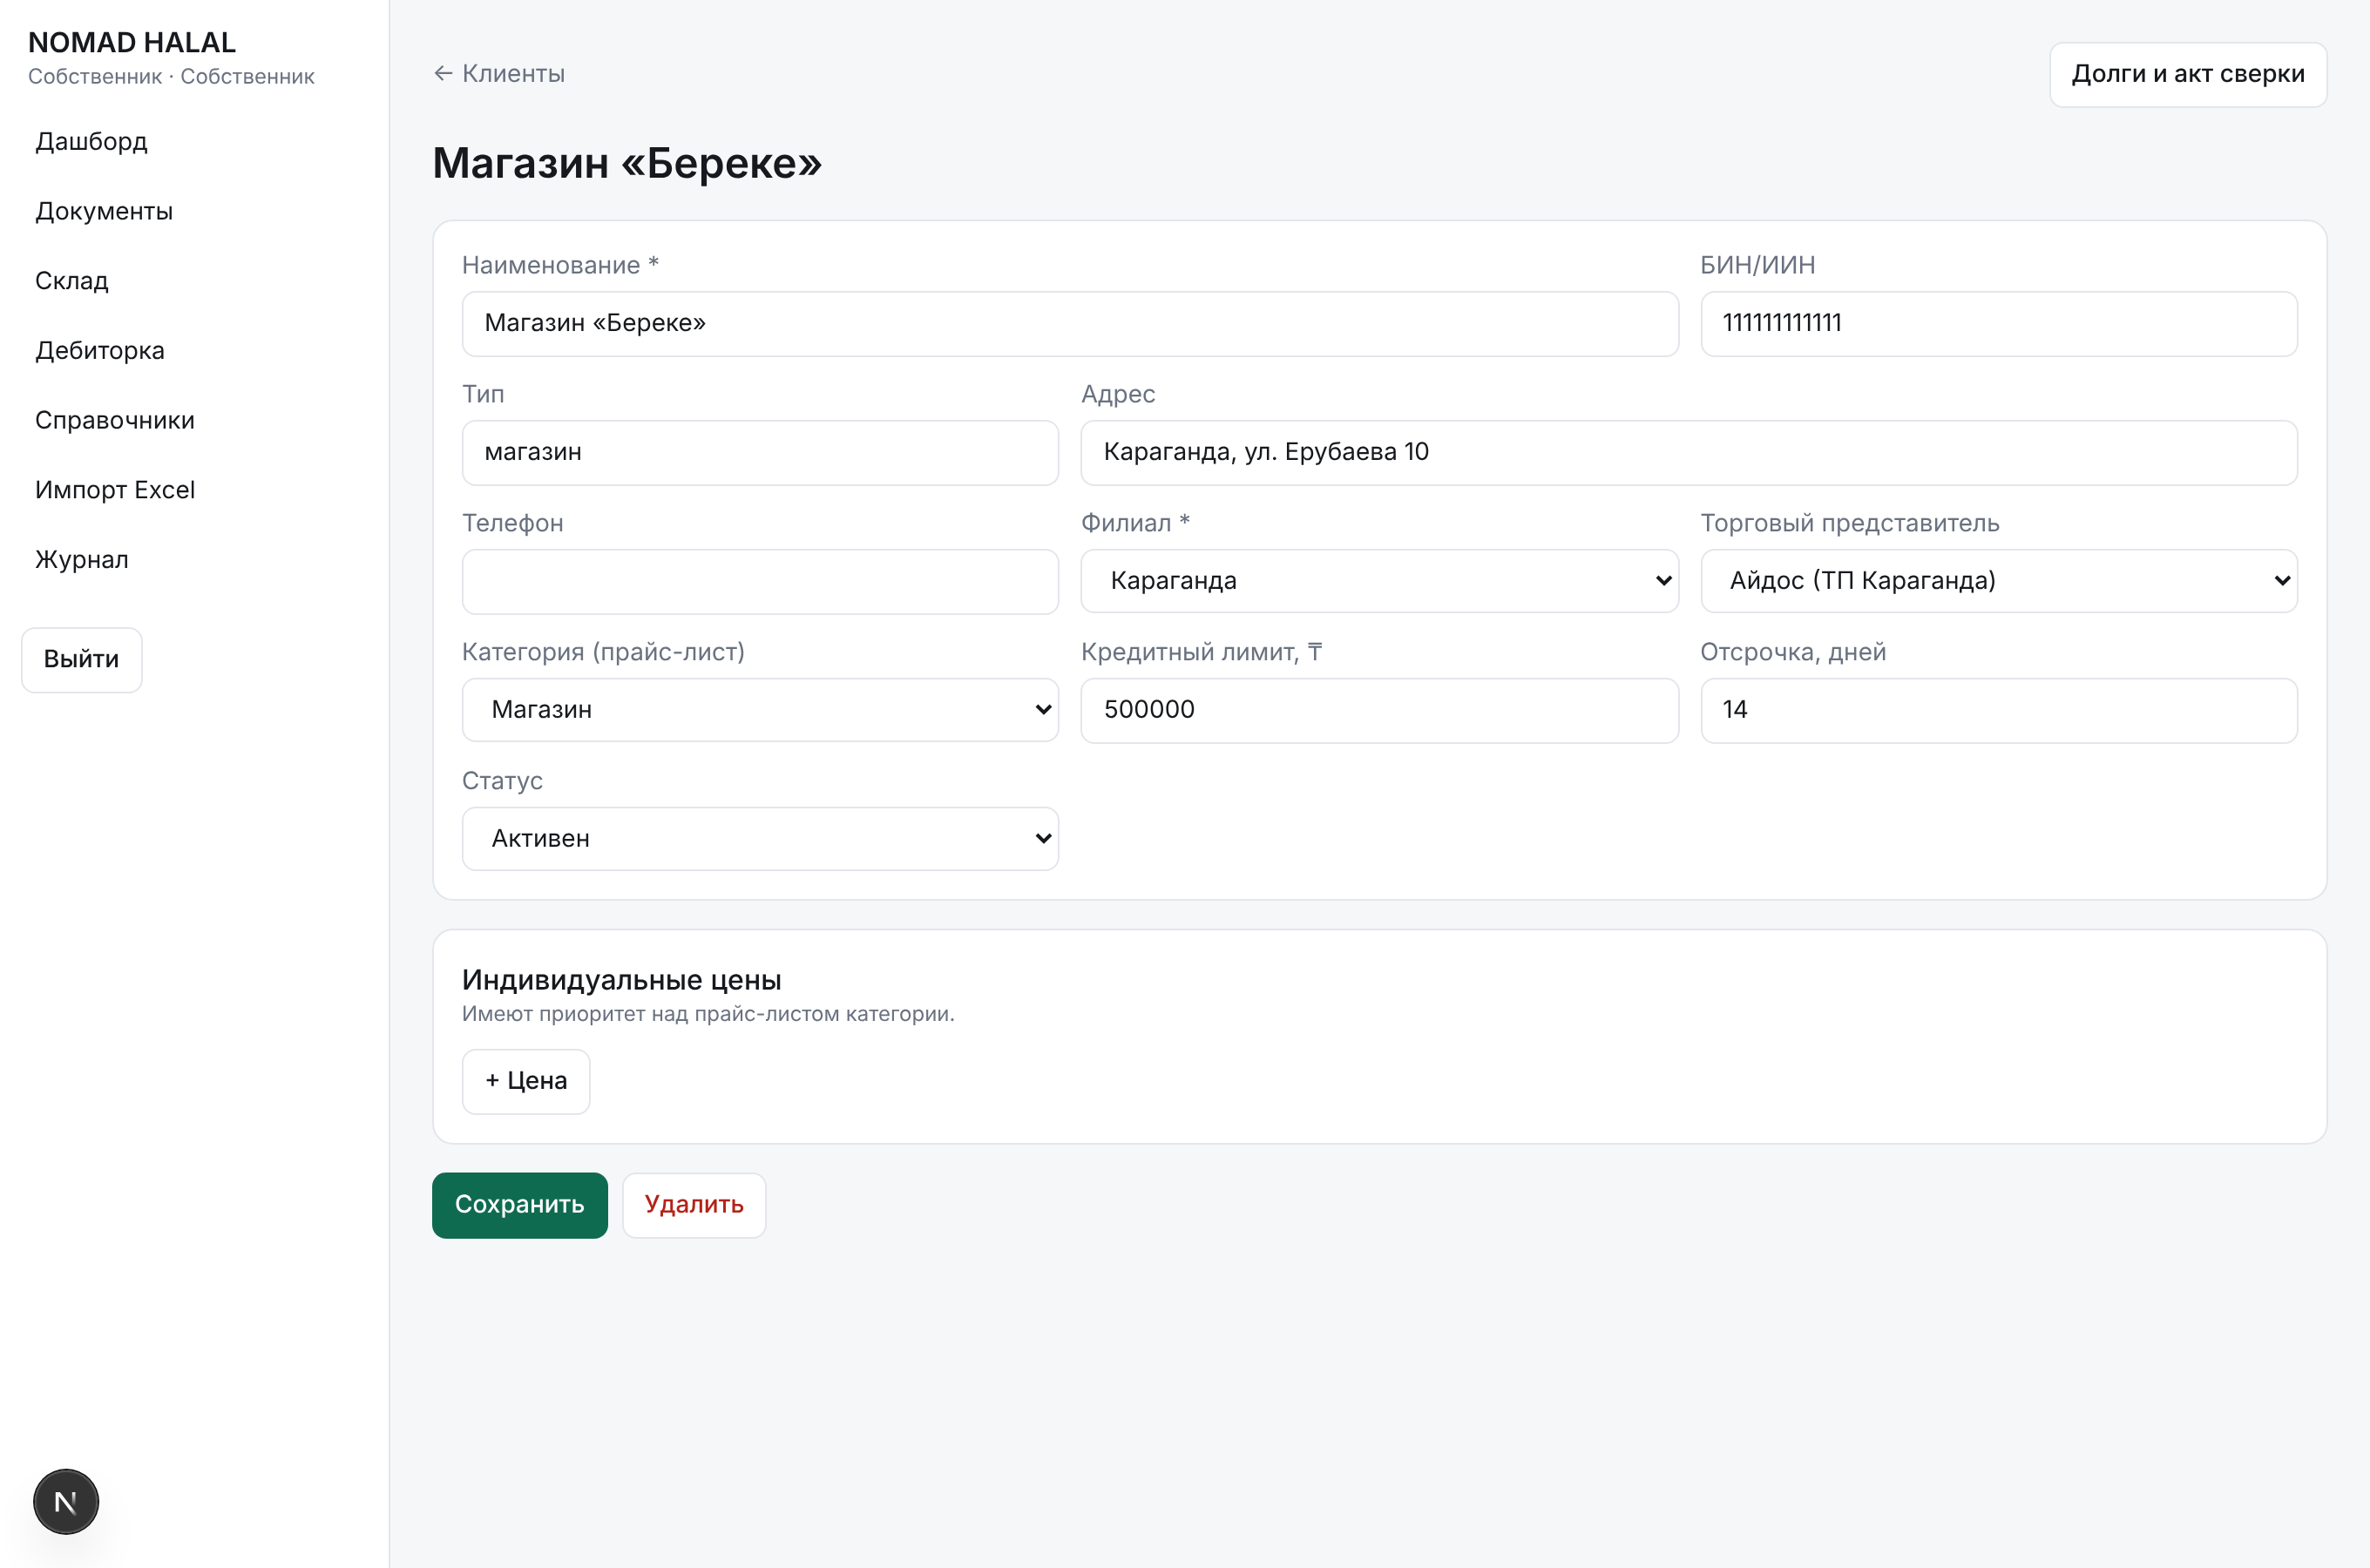 NOMAD HALAL
Собственник · Собственник
Дашборд
Документы
Склад
Дебиторка
Справочники
Импорт Excel
Журнал
Выйти
N
← Клиенты
Долги и акт сверки
Магазин «Береке»
Наименование *
БИН/ИИН
Магазин «Береке»
111111111111
Тип
Адрес
магазин
Караганда, ул. Ерубаева 10
Телефон
Филиал *
Торговый представитель
Караганда
Айдос (ТП Караганда)
Категория (прайс-лист)
Кредитный лимит, ₸
Отсрочка, дней
Магазин
500000
14
Статус
Активен
Индивидуальные цены
Имеют приоритет над прайс-листом категории.
+ Цена
Сохранить
Удалить